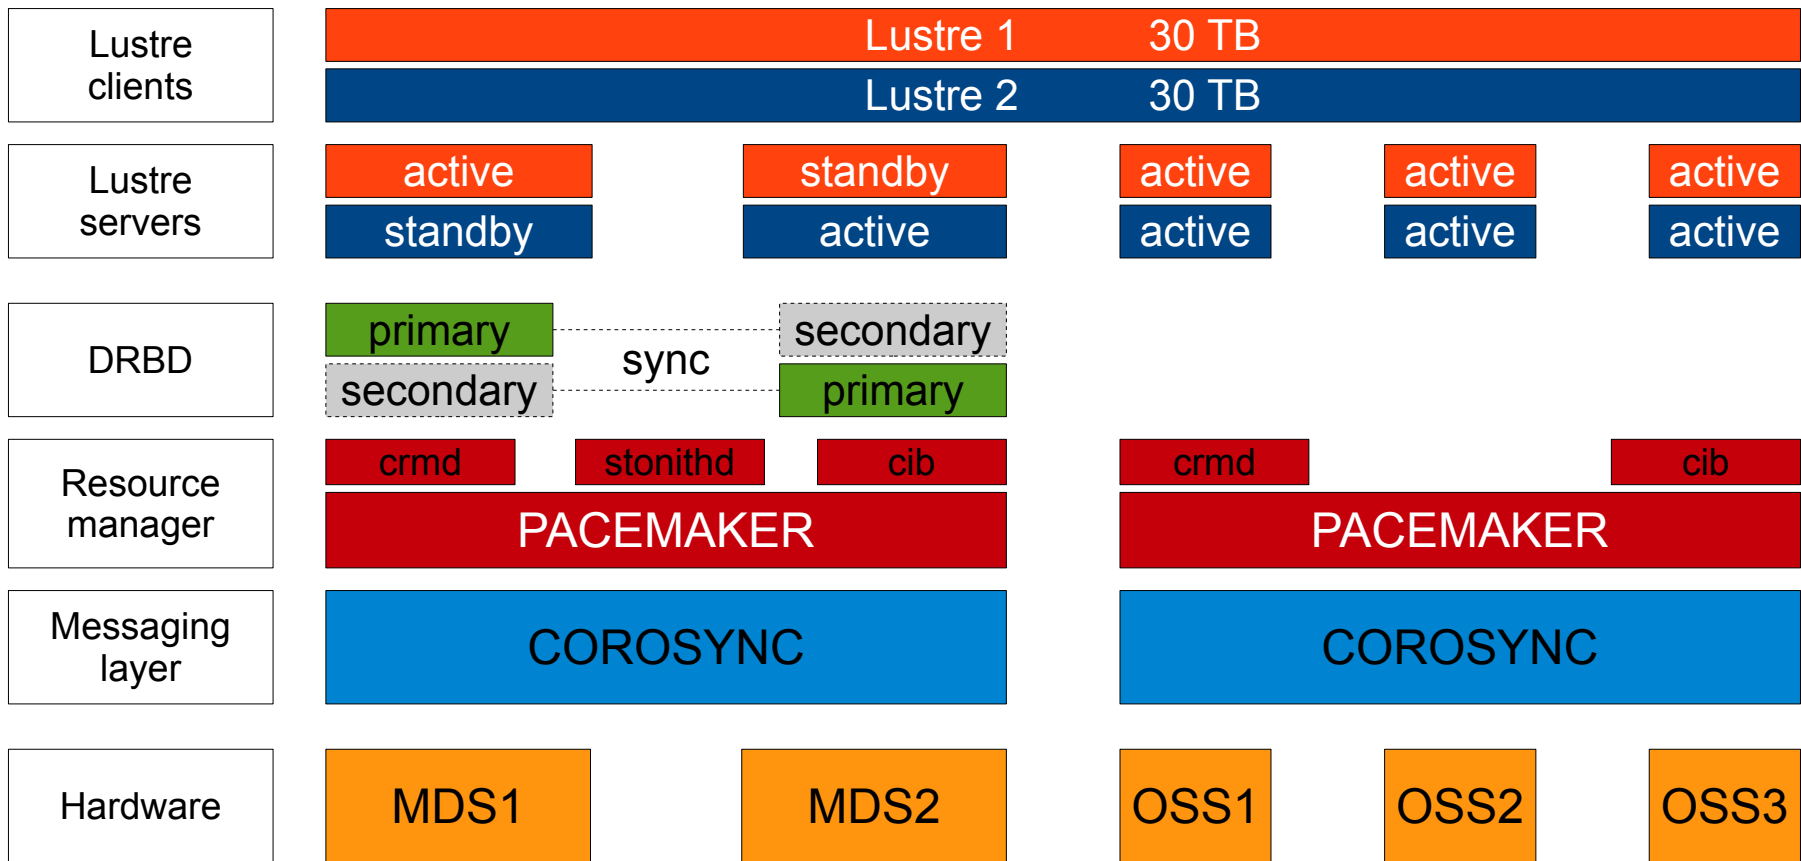 Lustre
clients
Lustre 1 30 TB
Lustre 2 30 TB
Lustre
servers
active standby active active active
standby active active active active
DRBD
primary secondary
sync
secondary primary
Resource
manager
crmd stonithd cib crmd cib
PACEMAKER PACEMAKER
Messaging
layer
COROSYNC COROSYNC
Hardware
MDS1 MDS2 OSS1 OSS2 OSS3